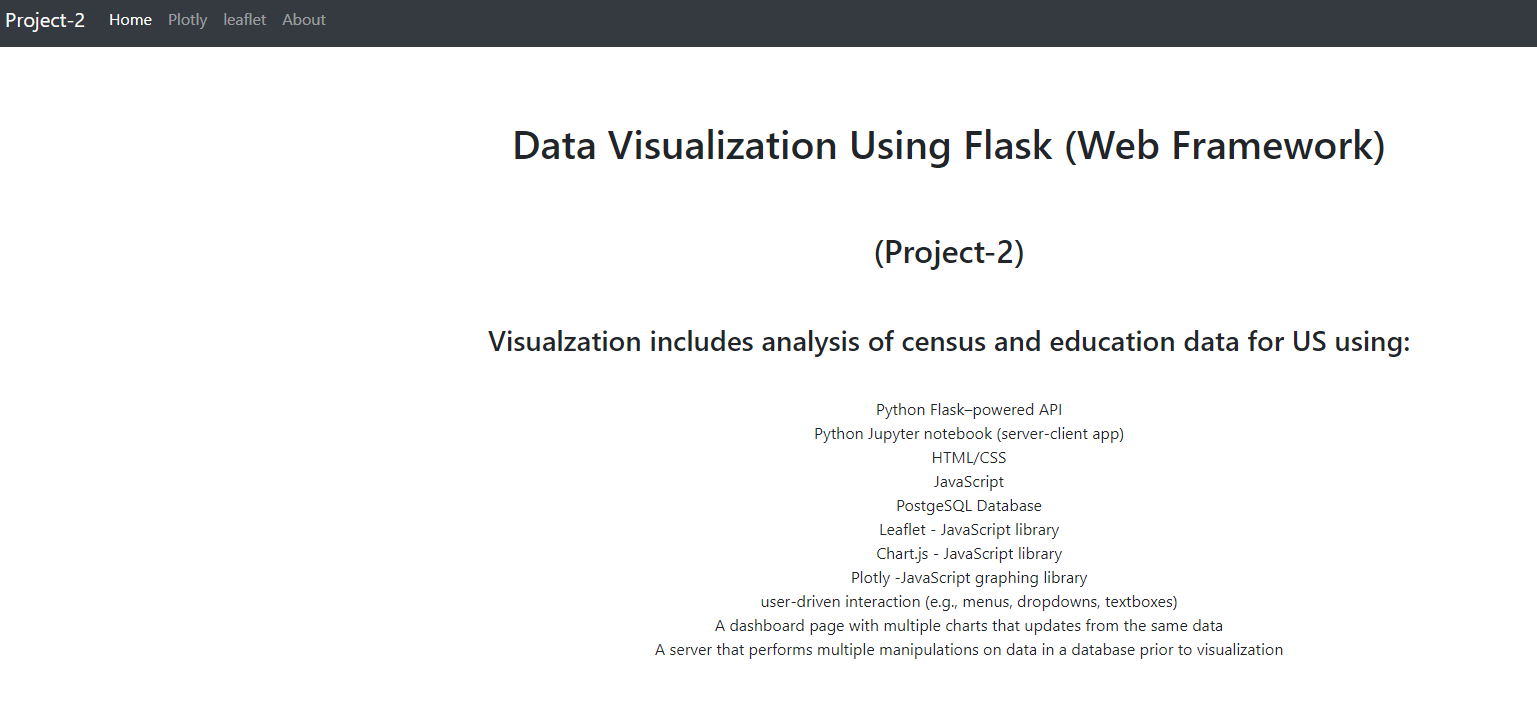 Project-2 Home Plotly leaflet About
Data Visualization Using Flask (Web Framework)
(Project-2)
Visualzation includes analysis of census and education data for US using:
Python Flask–powered API
Python Jupyter notebook (server-client app)
HTML/CSS
JavaScript
PostgeSQL Database
Leaflet - JavaScript library
Chart.js - JavaScript library
Plotly -JavaScript graphing library
user-driven interaction (e.g., menus, dropdowns, textboxes)
A dashboard page with multiple charts that updates from the same data
A server that performs multiple manipulations on data in a database prior to visualization